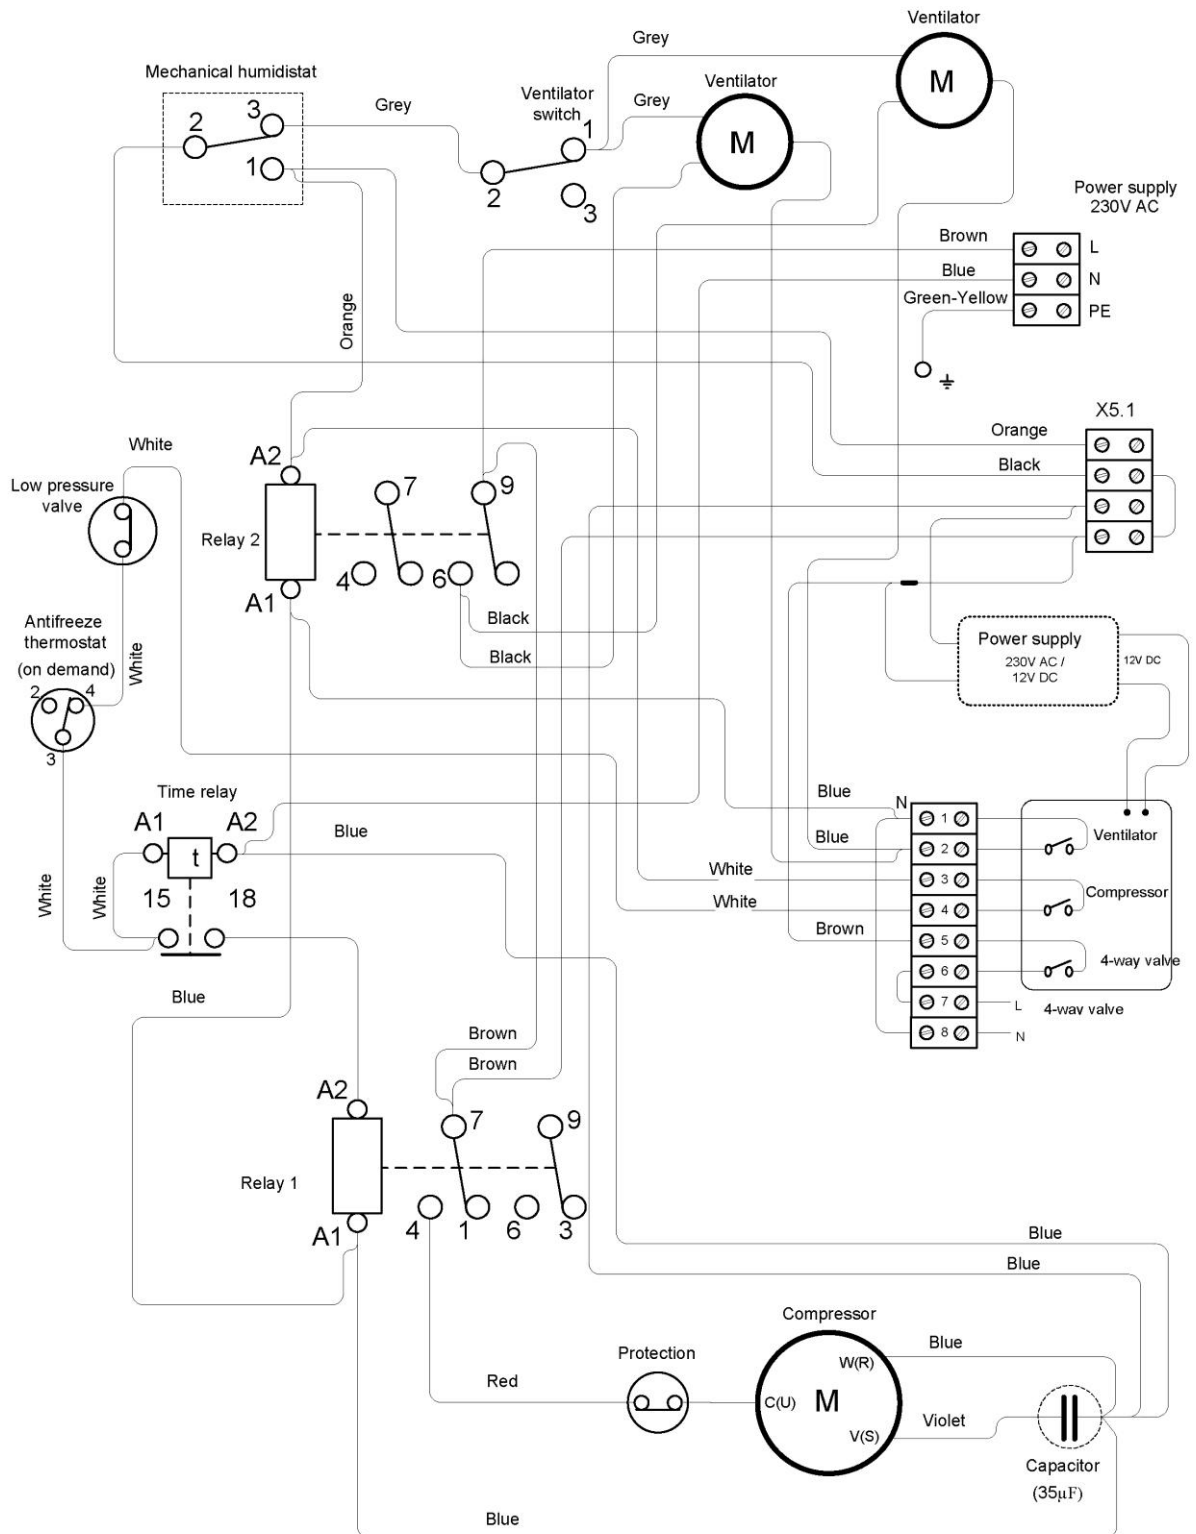 Ventilator
M
Grey
Ventilator
M
Grey
Mechanical humidistat
2
3
1
Grey
Ventilator
switch
1
2
3
Power supply
230V AC
Brown
L
Blue
N
Green-Yellow
PE
Orange
X5.1
Orange
Black
White
Low pressure
valve
A2
7
9
Relay 2
4
6
A1
Black
Black
Antifreeze
thermostat
(on demand)
2
4
3
White
Power supply
230V AC /
12V DC
12V DC
Time relay
A1
A2
t
15
18
Blue
White
White
Blue
N
Blue
White
White
Brown
1
2
3
4
5
6
7
8
Ventilator
Compressor
4-way valve
L
4-way valve
N
Blue
Brown
Brown
A2
7
9
Relay 1
A1
4
1
6
3
Blue
Blue
Compressor
Protection
W(R)
Blue
Red
C(U)
M
V(S)
Violet
Capacitor
(35µF)
Blue